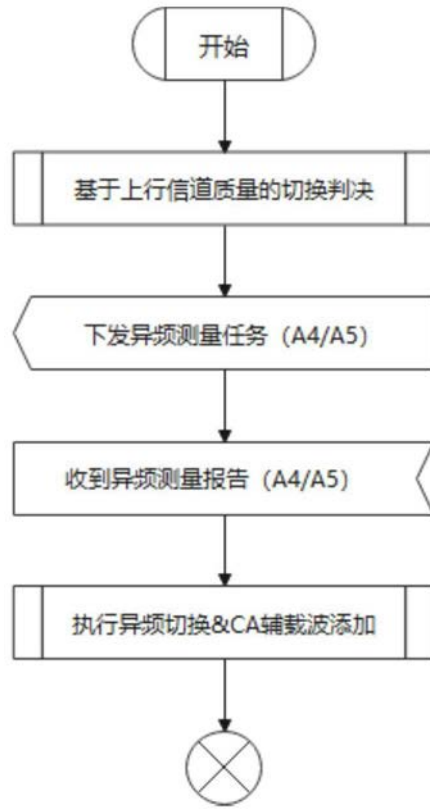 开始
基于上行信道质量的切换判决
下发异频测量任务（A4/A5）
收到异频测量报告（A4/A5）
执行异频切换&CA辅载波添加